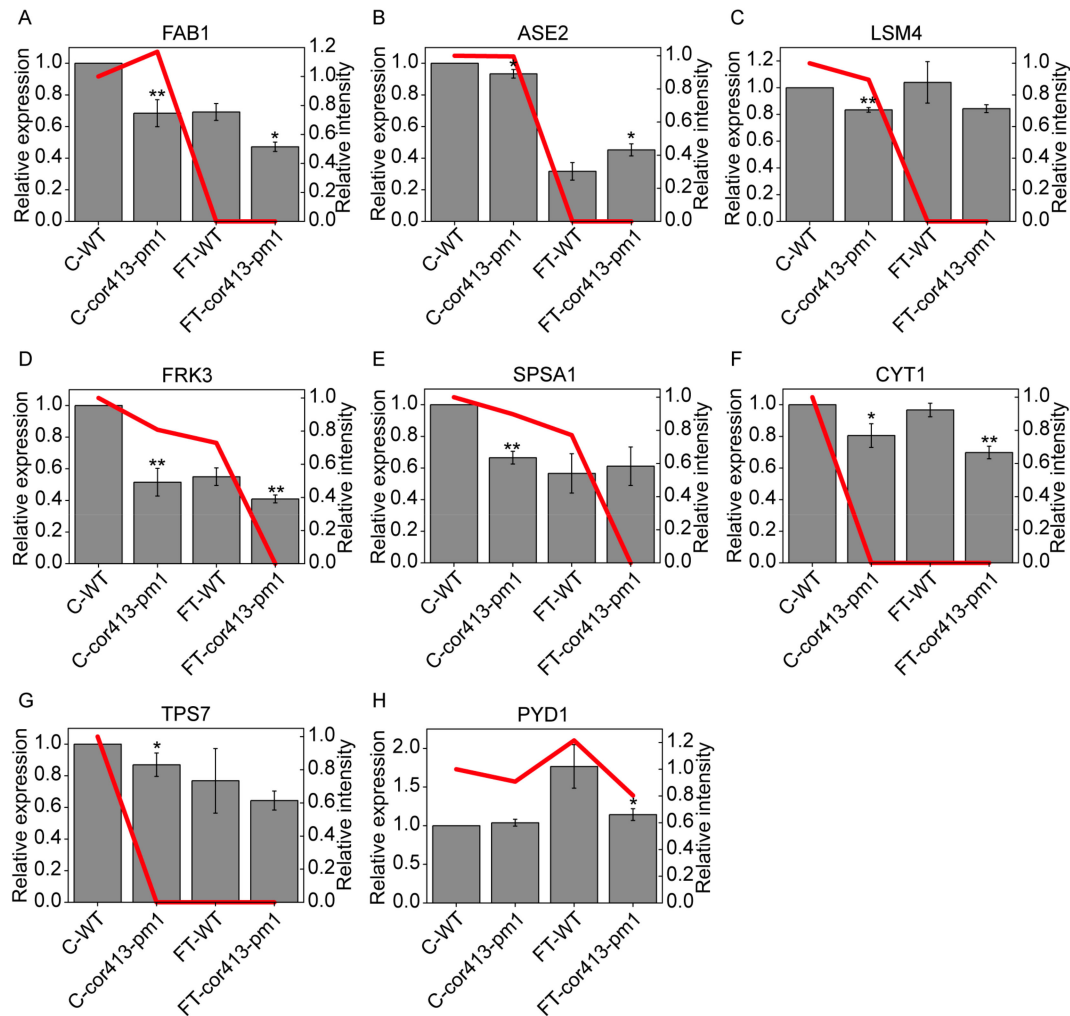 A
FAB1
Relative expression
1.0
0.8
0.6
0.4
0.2
0.0
**
*
1.2
1.0
0.8
0.6
0.4
0.2
0.0
Relative intensity
C-WT
C-cor413-pm1
FT-WT
FT-cor413-pm1
B
ASE2
Relative expression
1.0
0.8
0.6
0.4
0.2
0.0
*
*
1.0
0.8
0.6
0.4
0.2
0.0
Relative intensity
C-WT
C-cor413-pm1
FT-WT
FT-cor413-pm1
C
LSM4
Relative expression
1.2
1.0
0.8
0.6
0.4
0.2
0.0
**
1.0
0.8
0.6
0.4
0.2
0.0
Relative intensity
C-WT
C-cor413-pm1
FT-WT
FT-cor413-pm1
D
FRK3
Relative expression
1.0
0.8
0.6
0.4
0.2
0.0
**
**
1.0
0.8
0.6
0.4
0.2
0.0
Relative intensity
C-WT
C-cor413-pm1
FT-WT
FT-cor413-pm1
E
SPSA1
Relative expression
1.0
0.8
0.6
0.4
0.2
0.0
**
1.0
0.8
0.6
0.4
0.2
0.0
Relative intensity
C-WT
C-cor413-pm1
FT-WT
FT-cor413-pm1
F
CYT1
Relative expression
1.0
0.8
0.6
0.4
0.2
0.0
*
**
1.0
0.8
0.6
0.4
0.2
0.0
Relative intensity
C-WT
C-cor413-pm1
FT-WT
FT-cor413-pm1
G
TPS7
Relative expression
1.0
0.8
0.6
0.4
0.2
0.0
*
1.0
0.8
0.6
0.4
0.2
0.0
Relative intensity
C-WT
C-cor413-pm1
FT-WT
FT-cor413-pm1
H
PYD1
Relative expression
2.0
1.5
1.0
0.5
0.0
*
1.2
1.0
0.8
0.6
0.4
0.2
0.0
Relative intensity
C-WT
C-cor413-pm1
FT-WT
FT-cor413-pm1